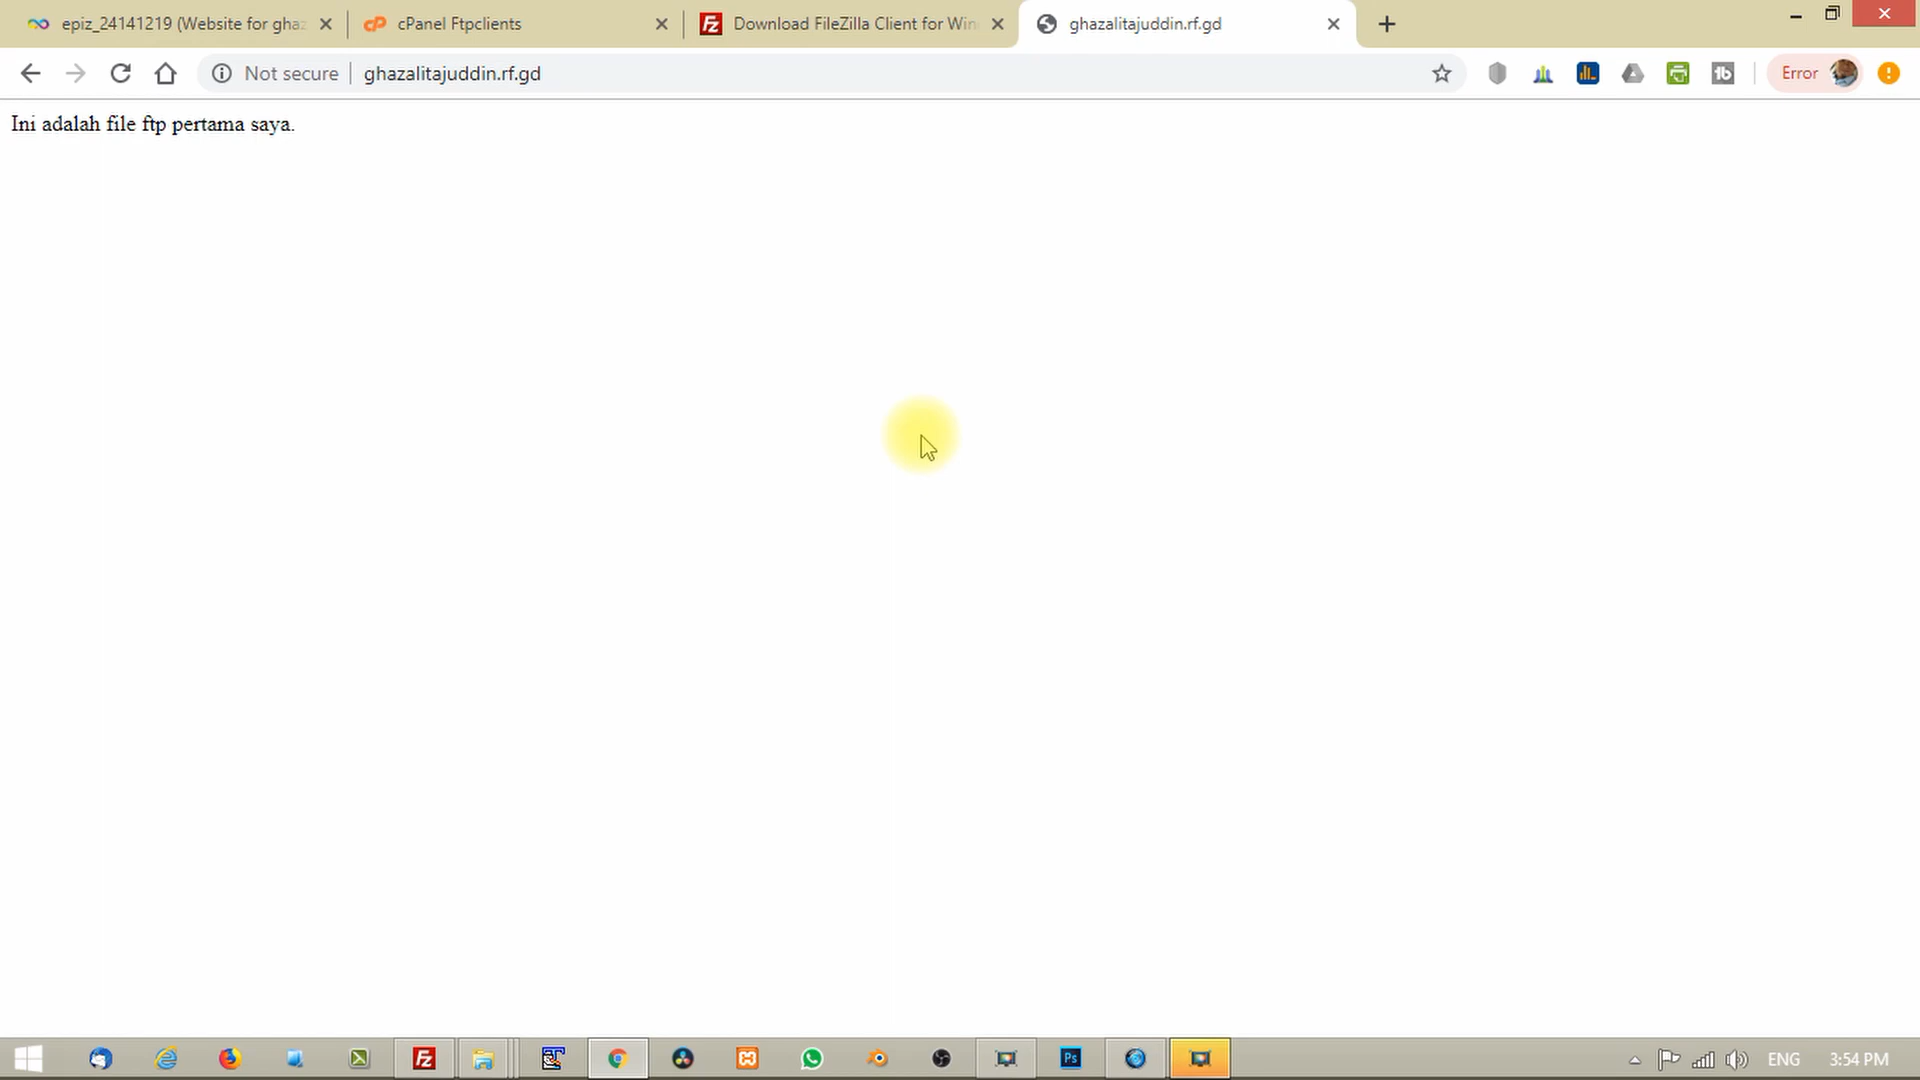 epiz_24141219 (Website for ghaz
cPanel Ftpclients
Download FileZilla Client for Win
ghazalitajuddin.rf.gd
Not secure
ghazalitajuddin.rf.gd
Error
Ini adalah file ftp pertama saya.
ENG
3:54 PM